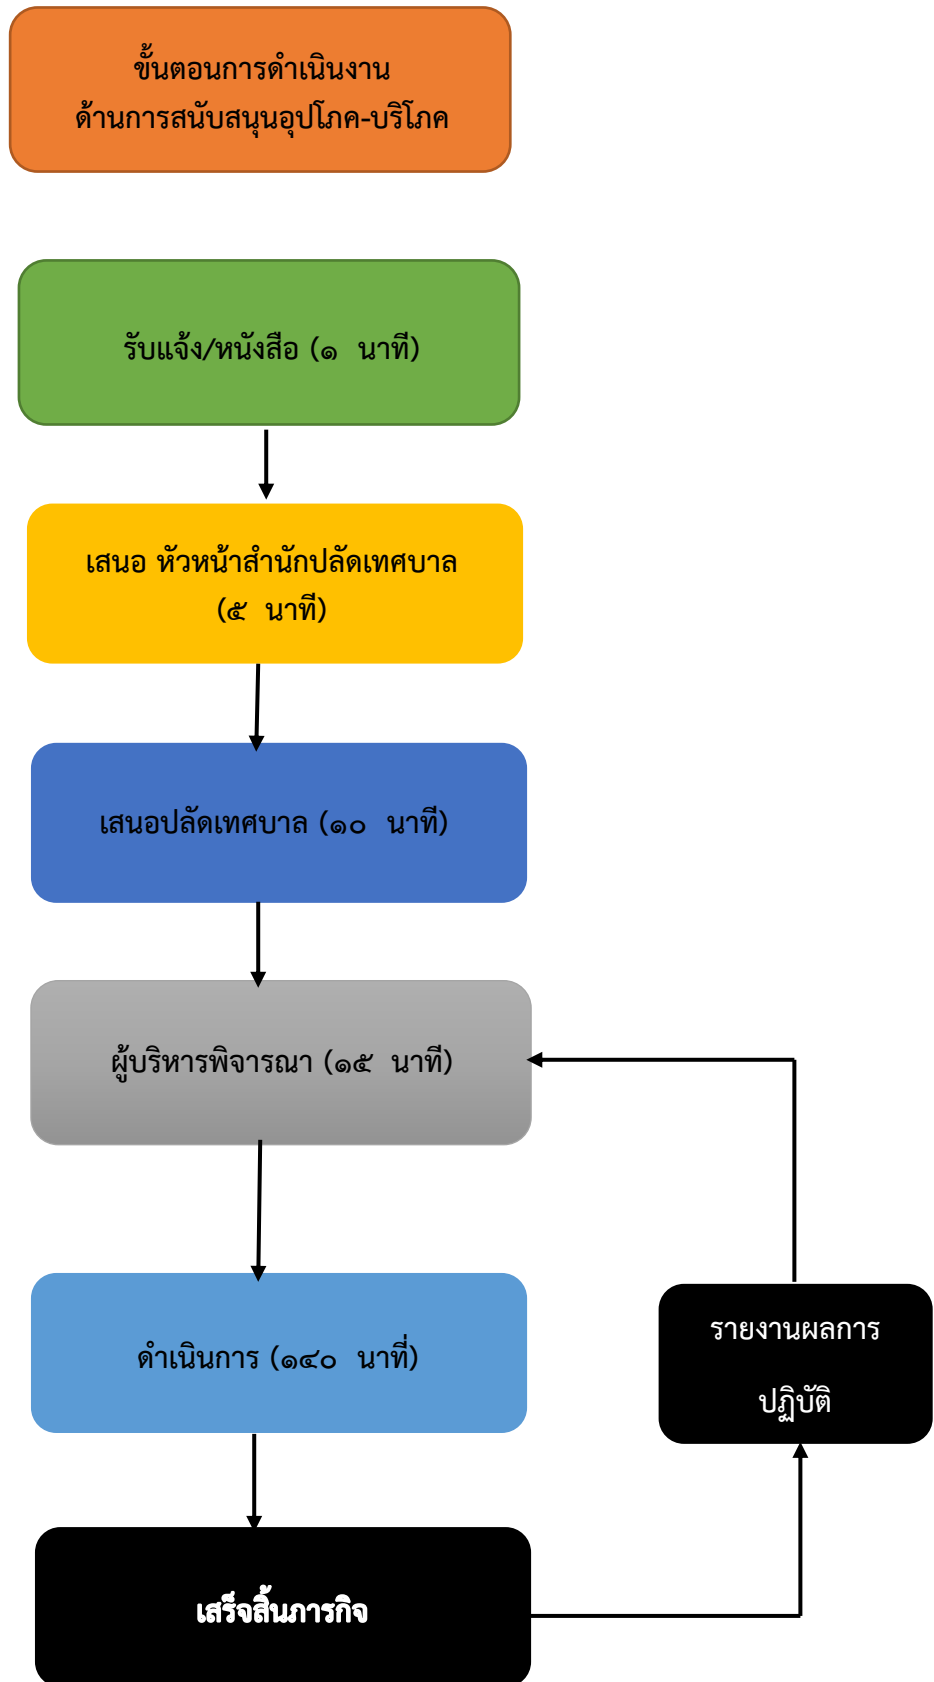 ขั้นตอนการดำเนินงาน
ด้านการสนับสนุนอุปโภค-บริโภค
รับแจ้ง/หนังสือ (๑ นาที)
เสนอ หัวหน้าสำนักปลัดเทศบาล
(๕ นาที)
เสนอปลัดเทศบาล (๑๐ นาที)
ผู้บริหารพิจารณา (๑๕ นาที)
ดำเนินการ (๑๔๐ นาที่)
รายงานผลการ
ปฏิบัติ
เสร็จสิ้นภารกิจ